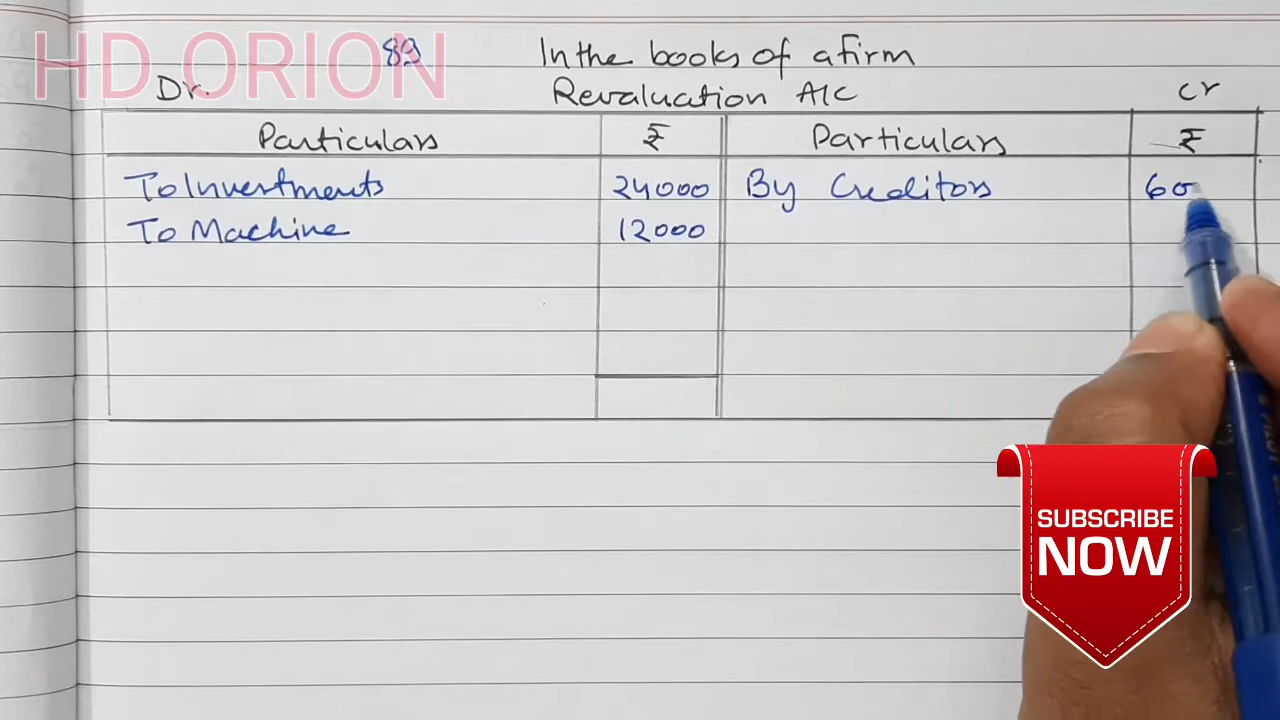 HD ORION
89 In the books of a firm
Dr. Revaluation A/C Cr
Particulars ₹ Particulars ₹
To Investments 24000 By Creditors 60
To Machine 12000
SUBSCRIBE
NOW